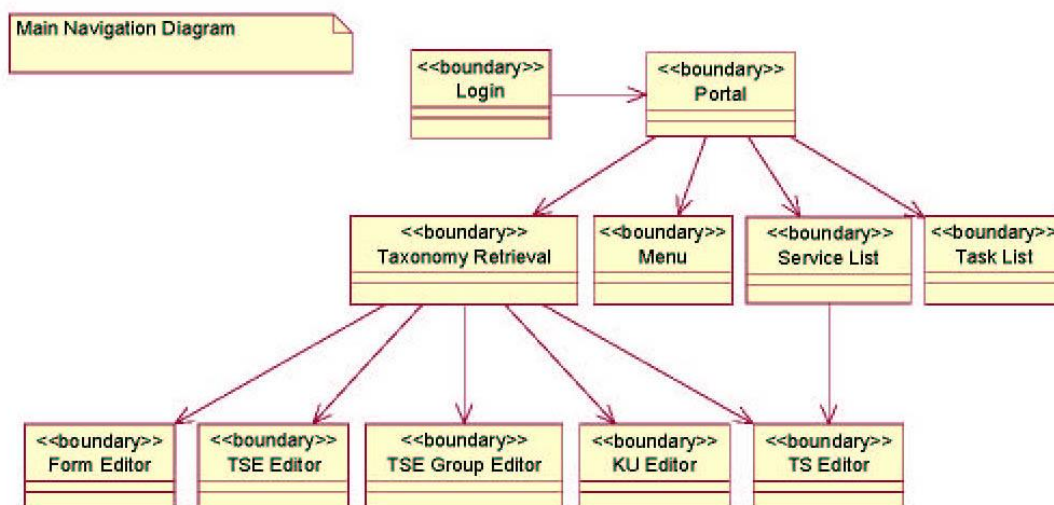 Main Navigation Diagram
<<boundary>>
Login
<<boundary>>
Portal
<<boundary>>
Taxonomy Retrieval
<<boundary>>
Menu
<<boundary>>
Service List
<<boundary>>
Task List
<<boundary>>
Form Editor
<<boundary>>
TSE Editor
<<boundary>>
TSE Group Editor
<<boundary>>
KU Editor
<<boundary>>
TS Editor